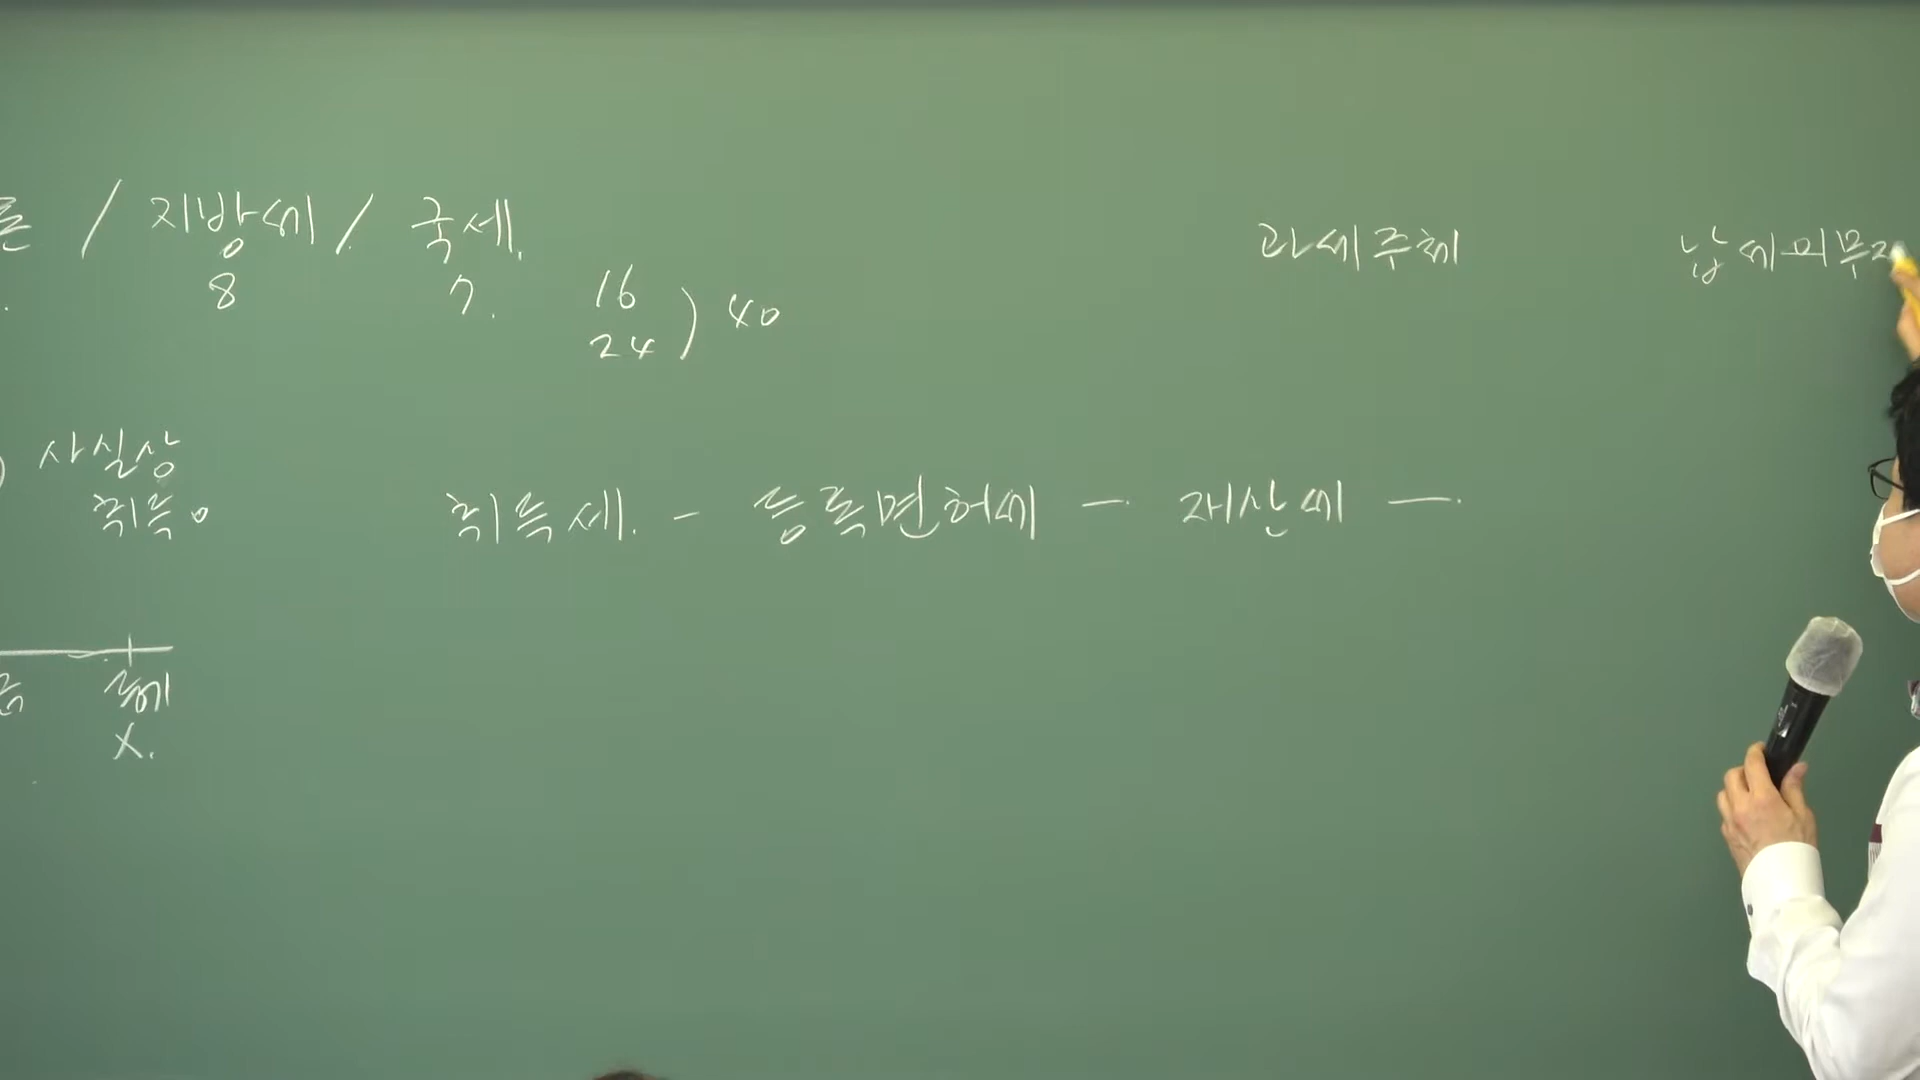 / 지방세 / 국세.
8 7. 16
24 ) 40
과세주체 납세의무자
사실상
취득
취득세. - 등록면허세 - 재산세 -
X.